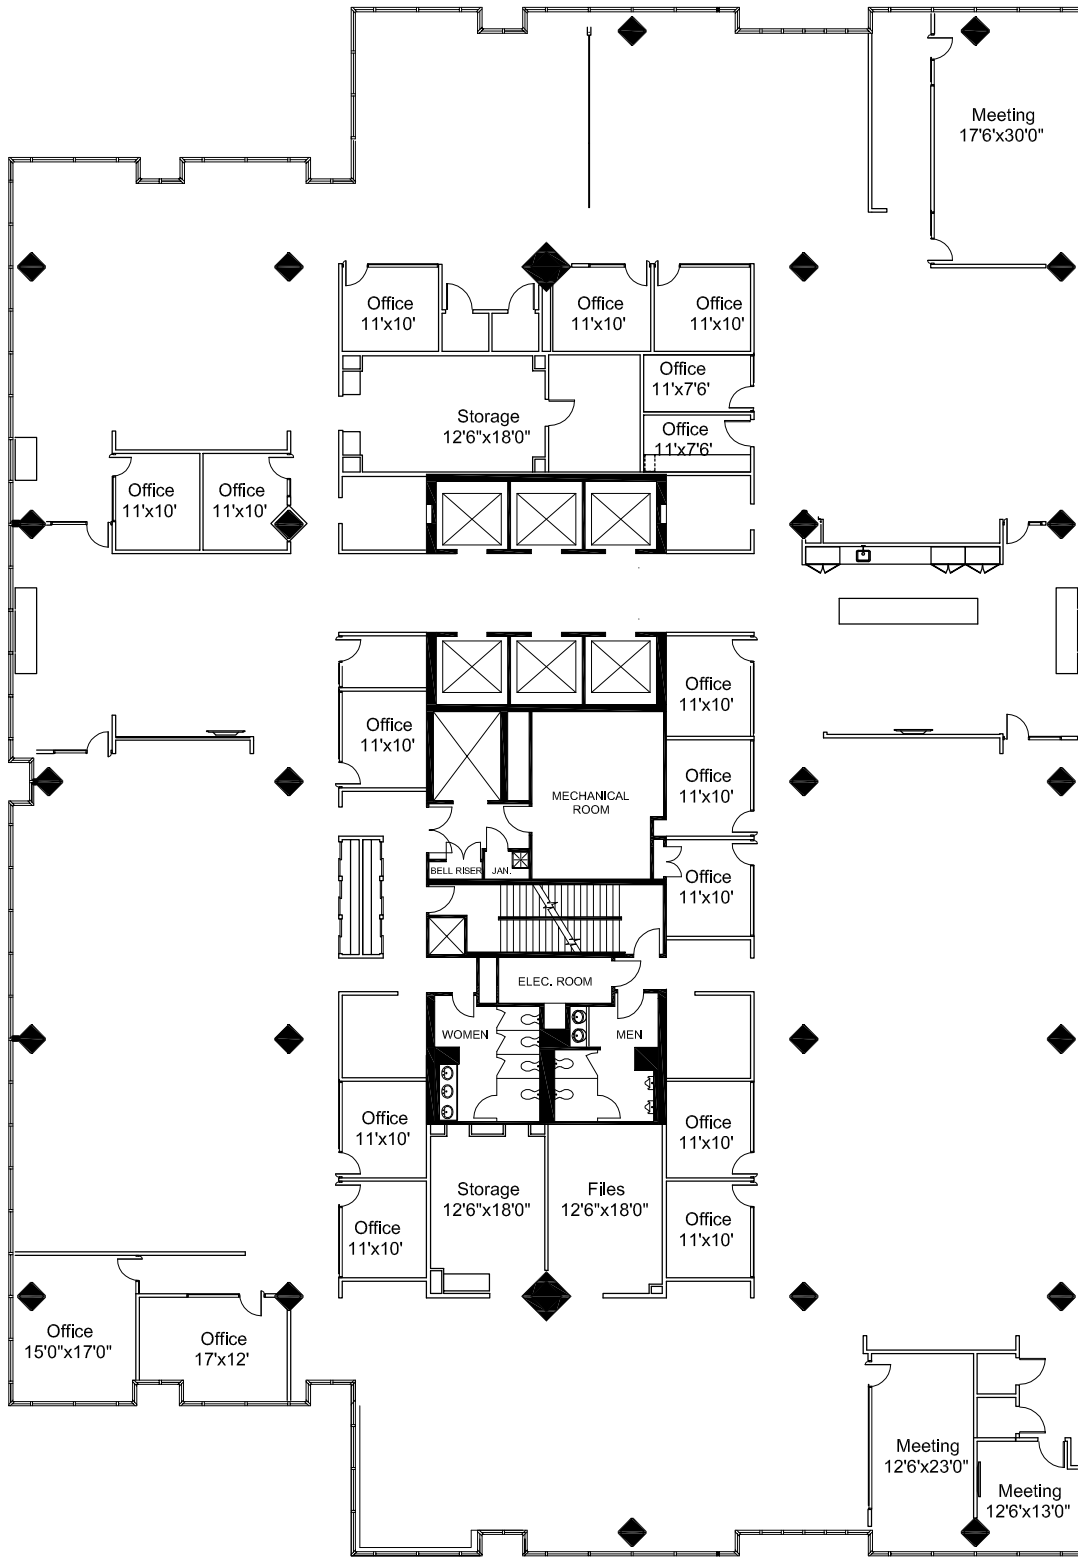 Meeting
17'6'x30'0"
Office
11'x10'
Office
11'x10'
Office
11'x10'
Office
11'x7'6'
Storage
12'6"x18'0"
Office
11'x7'6'
Office
11'x10'
Office
11'x10'
Office
11'x10'
Office
11'x10'
Office
11'x10'
MECHANICAL
ROOM
BELL RISER
JAN.
Office
11'x10'
ELEC. ROOM
WOMEN
MEN
Office
11'x10'
Office
11'x10'
Storage
12'6"x18'0"
Files
12'6"x18'0"
Office
11'x10'
Office
11'x10'
Office
15'0"x17'0"
Office
17'x12'
Meeting
12'6'x23'0"
Meeting
12'6'x13'0"